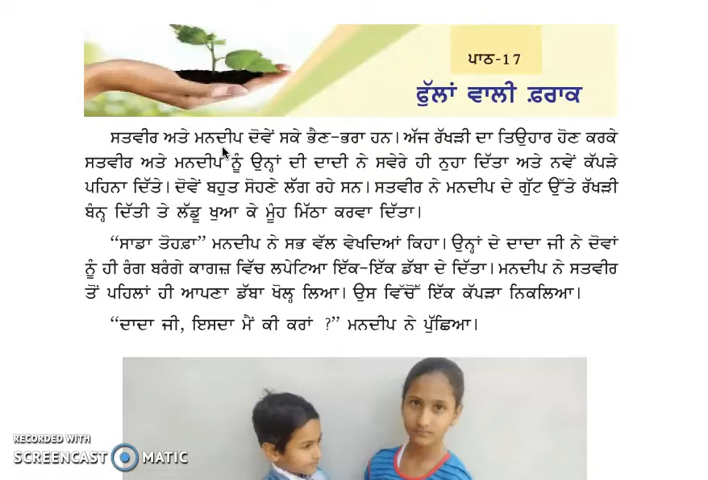 ਪਾਠ-17
ਫੁੱਲਾਂ ਵਾਲੀ ਫ਼ਰਾਕ
ਸਤਵੀਰ ਅਤੇ ਮਨਦੀਪ ਦੋਵੇਂ ਸਕੇ ਭੈਣ-ਭਰਾ ਹਨ। ਅੱਜ ਰੱਖੜੀ ਦਾ ਤਿਉਹਾਰ ਹੋਣ ਕਰਕੇ
ਸਤਵੀਰ ਅਤੇ ਮਨਦੀਪ ਨੂੰ ਉਨ੍ਹਾਂ ਦੀ ਦਾਦੀ ਨੇ ਸਵੇਰੇ ਹੀ ਨੁਹਾ ਦਿੱਤਾ ਅਤੇ ਨਵੇਂ ਕੱਪੜੇ
ਪਹਿਨਾ ਦਿੱਤੇ। ਦੋਵੇਂ ਬਹੁਤ ਸੋਹਣੇ ਲੱਗ ਰਹੇ ਸਨ। ਸਤਵੀਰ ਨੇ ਮਨਦੀਪ ਦੇ ਗੁੱਟ ਉੱਤੇ ਰੱਖੜੀ
ਬੰਨ੍ਹ ਦਿੱਤੀ ਤੇ ਲੱਡੂ ਖੁਆ ਕੇ ਮੂੰਹ ਮਿੱਠਾ ਕਰਵਾ ਦਿੱਤਾ।
“ਸਾਡਾ ਤੋਹਫ਼ਾ” ਮਨਦੀਪ ਨੇ ਸਭ ਵੱਲ ਵੇਖਦਿਆਂ ਕਿਹਾ। ਉਨ੍ਹਾਂ ਦੇ ਦਾਦਾ ਜੀ ਨੇ ਦੋਵਾਂ
ਨੂੰ ਹੀ ਰੰਗ ਬਰੰਗੇ ਕਾਗਜ਼ ਵਿੱਚ ਲਪੇਟਿਆ ਇੱਕ-ਇੱਕ ਡੱਬਾ ਦੇ ਦਿੱਤਾ। ਮਨਦੀਪ ਨੇ ਸਤਵੀਰ
ਤੋਂ ਪਹਿਲਾਂ ਹੀ ਆਪਣਾ ਡੱਬਾ ਖੋਲ੍ਹ ਲਿਆ। ਉਸ ਵਿੱਚੋਂ ਇੱਕ ਕੱਪੜਾ ਨਿਕਲਿਆ।
“ਦਾਦਾ ਜੀ, ਇਸਦਾ ਮੈਂ ਕੀ ਕਰਾਂ ?” ਮਨਦੀਪ ਨੇ ਪੁੱਛਿਆ।
RECORDED WITH
SCREENCAST MATIC